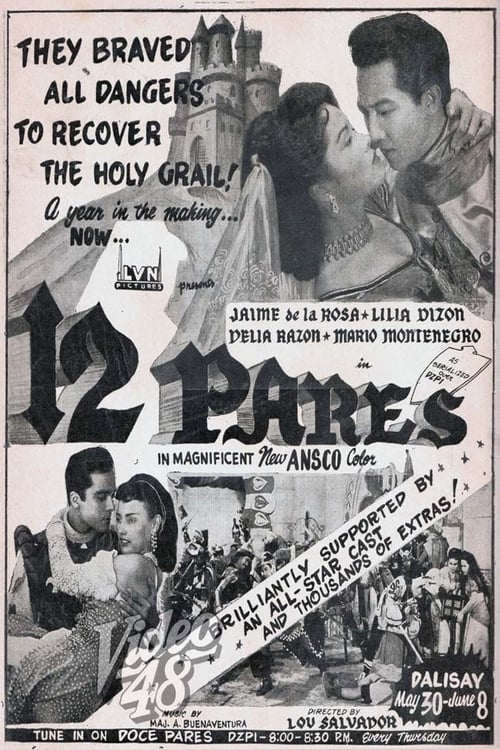 THEY BRAVED
ALL DANGERS
TO RECOVER
THE HOLY GRAIL!
A year in the making...
NOW...
LVN
PICTURES
presents
JAIME de la ROSA ★ LILIA DIZON
DELIA RAZON ★ MARIO MONTENEGRO
in
AS
SERIALIZED
OVER
DZPI
12 PARES
IN MAGNIFICENT New ANSCO Color
BRILLIANTLY SUPPORTED BY
AN ALL-STAR CAST
AND THOUSANDS OF EXTRAS!
Video
48
MUSIC BY
MAJ. A. BUENAVENTURA
DIRECTED BY
LOU SALVADOR
DALISAY
May 30-June 8
TUNE IN ON DOCE PARES DZPI-8:00-8:30 P.M. Every Thursday